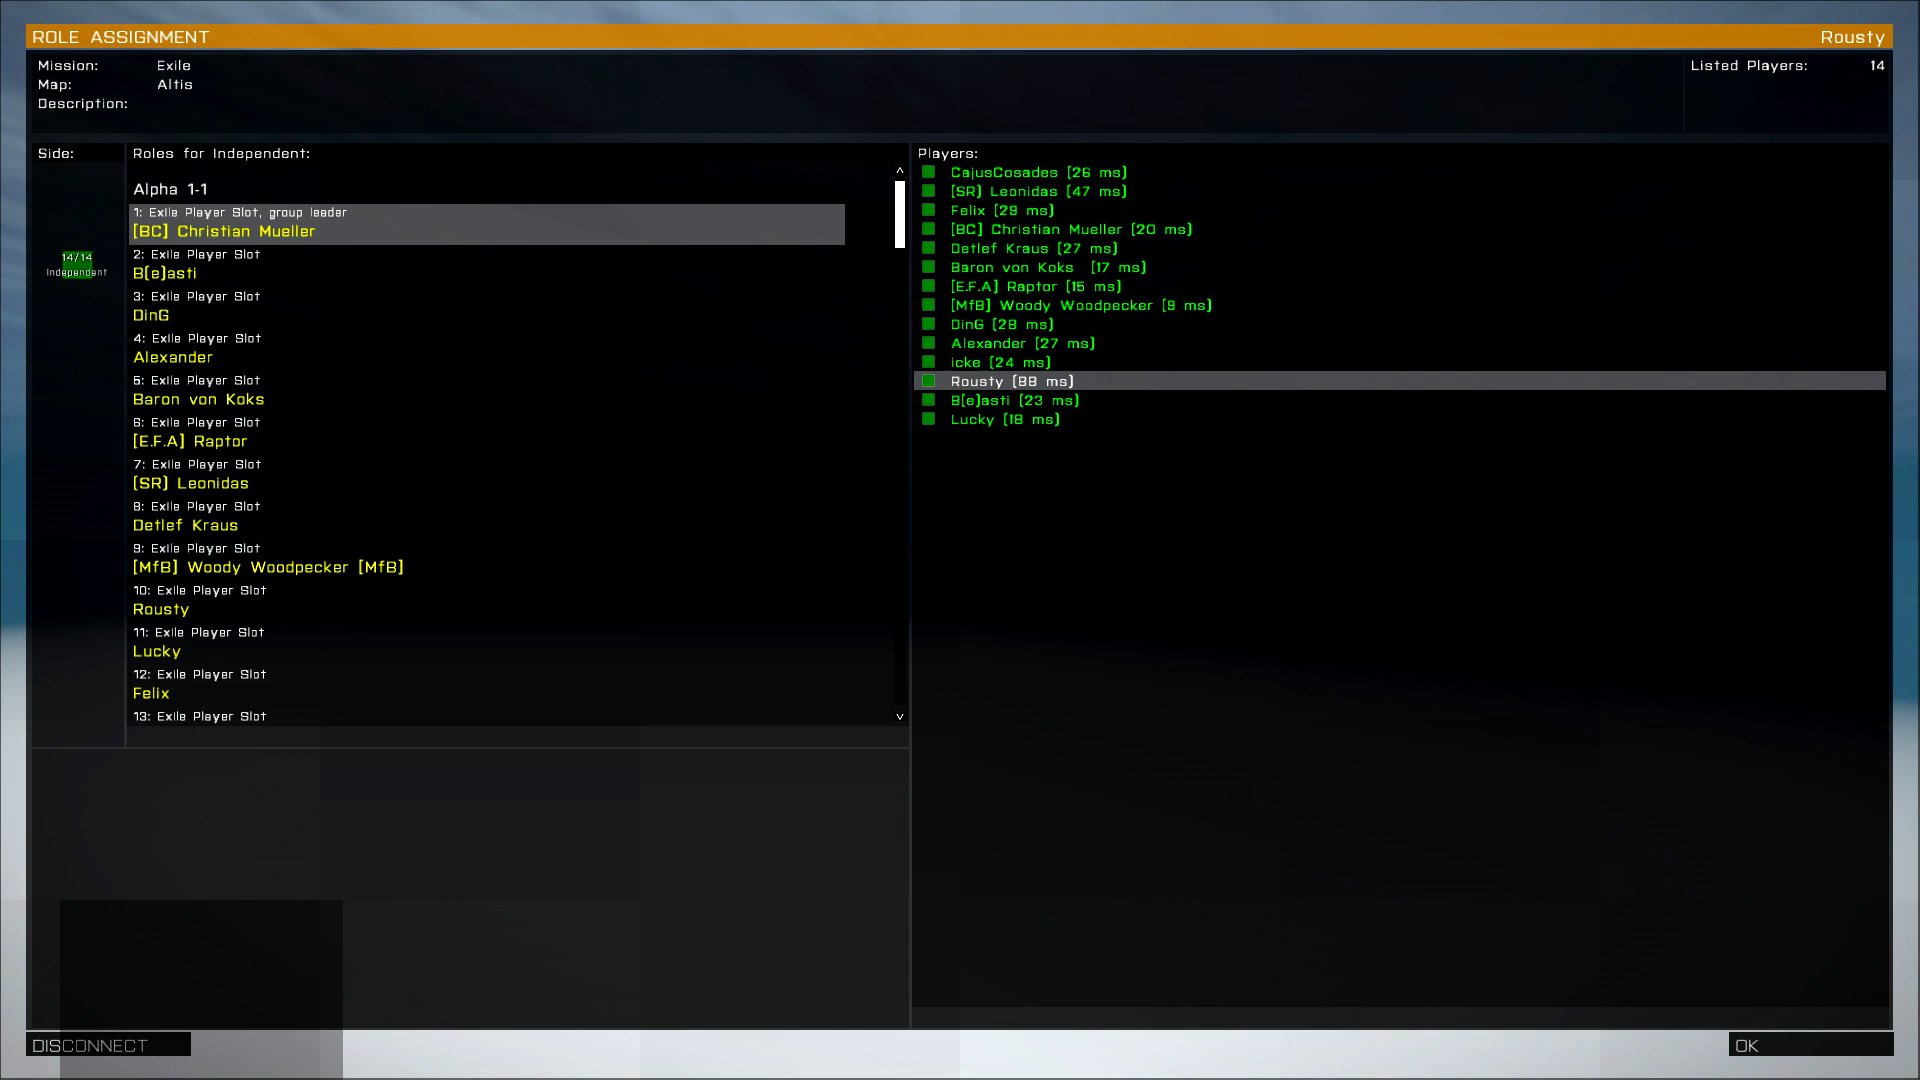 ROLE ASSIGNMENT
Rousty
Mission: Exile
Map: Altis
Description:
Listed Players: 14
Side:
14/14
Independent
Roles for Independent:
Alpha 1-1
1: Exile Player Slot, group leader
[BC] Christian Mueller
2: Exile Player Slot
B(e)asti
3: Exile Player Slot
DinG
4: Exile Player Slot
Alexander
5: Exile Player Slot
Baron von Koks
6: Exile Player Slot
[E.F.A] Raptor
7: Exile Player Slot
[SR] Leonidas
8: Exile Player Slot
Detlef Kraus
9: Exile Player Slot
[MfB] Woody Woodpecker [MfB]
10: Exile Player Slot
Rousty
11: Exile Player Slot
Lucky
12: Exile Player Slot
Felix
13: Exile Player Slot
Players:
CajusCosades (26 ms)
[SR] Leonidas (47 ms)
Felix (29 ms)
[BC] Christian Mueller (20 ms)
Detlef Kraus (27 ms)
Baron von Koks (17 ms)
[E.F.A] Raptor (15 ms)
[MfB] Woody Woodpecker (9 ms)
DinG (28 ms)
Alexander (27 ms)
icke (24 ms)
Rousty (88 ms)
B(e)asti (23 ms)
Lucky (18 ms)
DISCONNECT
OK